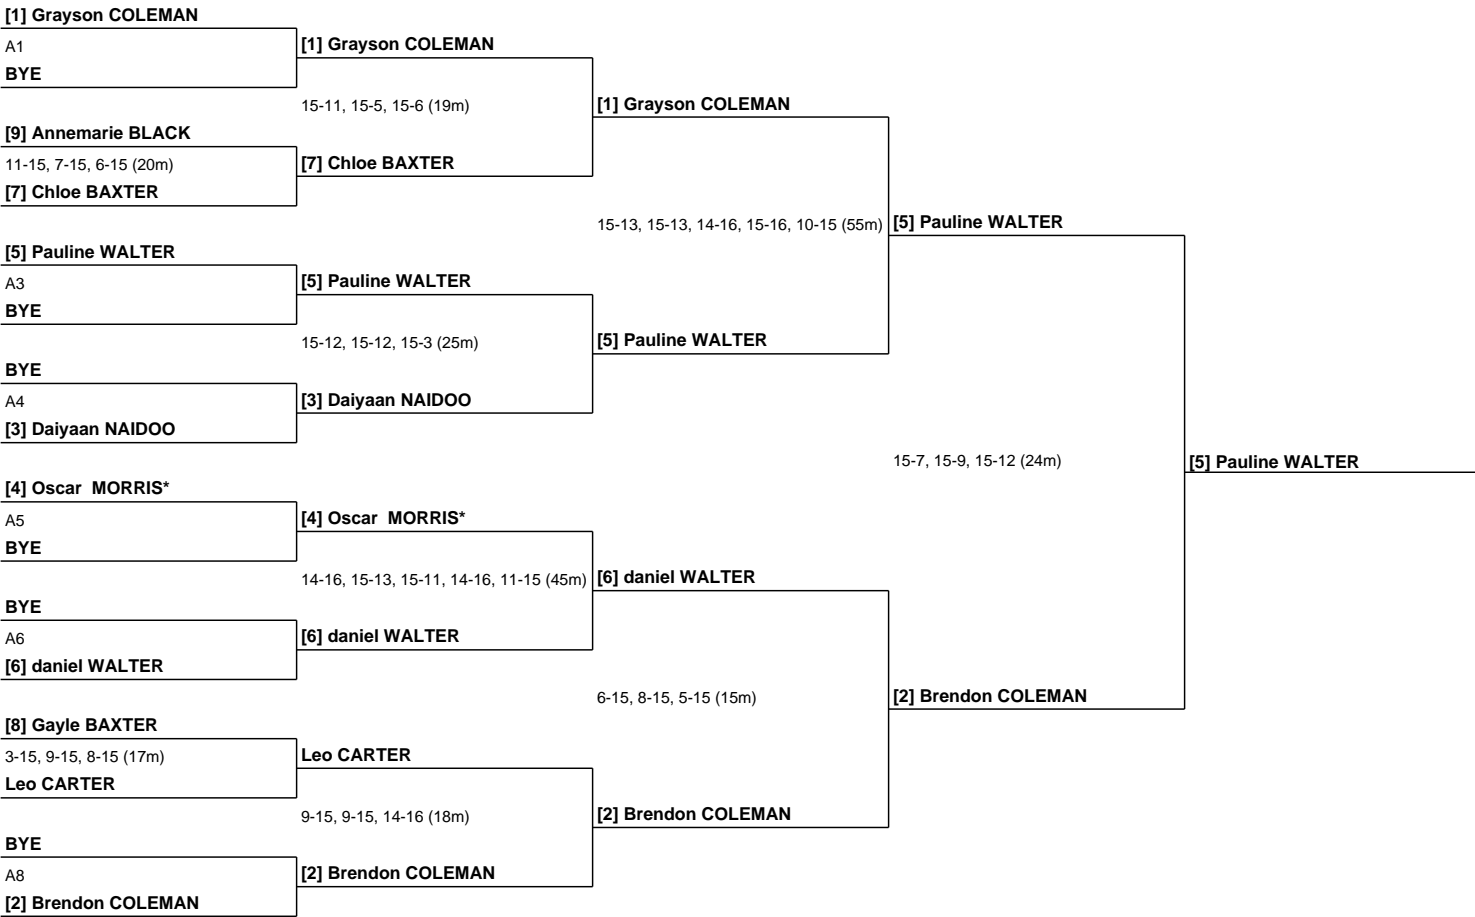 [1] Grayson COLEMAN
A1
BYE
[9] Annemarie BLACK
11-15, 7-15, 6-15 (20m)
[7] Chloe BAXTER
[5] Pauline WALTER
A3
BYE
BYE
A4
[3] Daiyaan NAIDOO
[4] Oscar  MORRIS*
A5
BYE
BYE
A6
[6] daniel WALTER
[8] Gayle BAXTER
3-15, 9-15, 8-15 (17m)
Leo CARTER
BYE
A8
[2] Brendon COLEMAN
[1] Grayson COLEMAN
15-11, 15-5, 15-6 (19m)
[7] Chloe BAXTER
[5] Pauline WALTER
15-12, 15-12, 15-3 (25m)
[3] Daiyaan NAIDOO
[4] Oscar  MORRIS*
14-16, 15-13, 15-11, 14-16, 11-15 (45m)
[6] daniel WALTER
Leo CARTER
9-15, 9-15, 14-16 (18m)
[2] Brendon COLEMAN
[1] Grayson COLEMAN
15-13, 15-13, 14-16, 15-16, 10-15 (55m)
[5] Pauline WALTER
[6] daniel WALTER
6-15, 8-15, 5-15 (15m)
[2] Brendon COLEMAN
[5] Pauline WALTER
15-7, 15-9, 15-12 (24m)
[2] Brendon COLEMAN
[5] Pauline WALTER